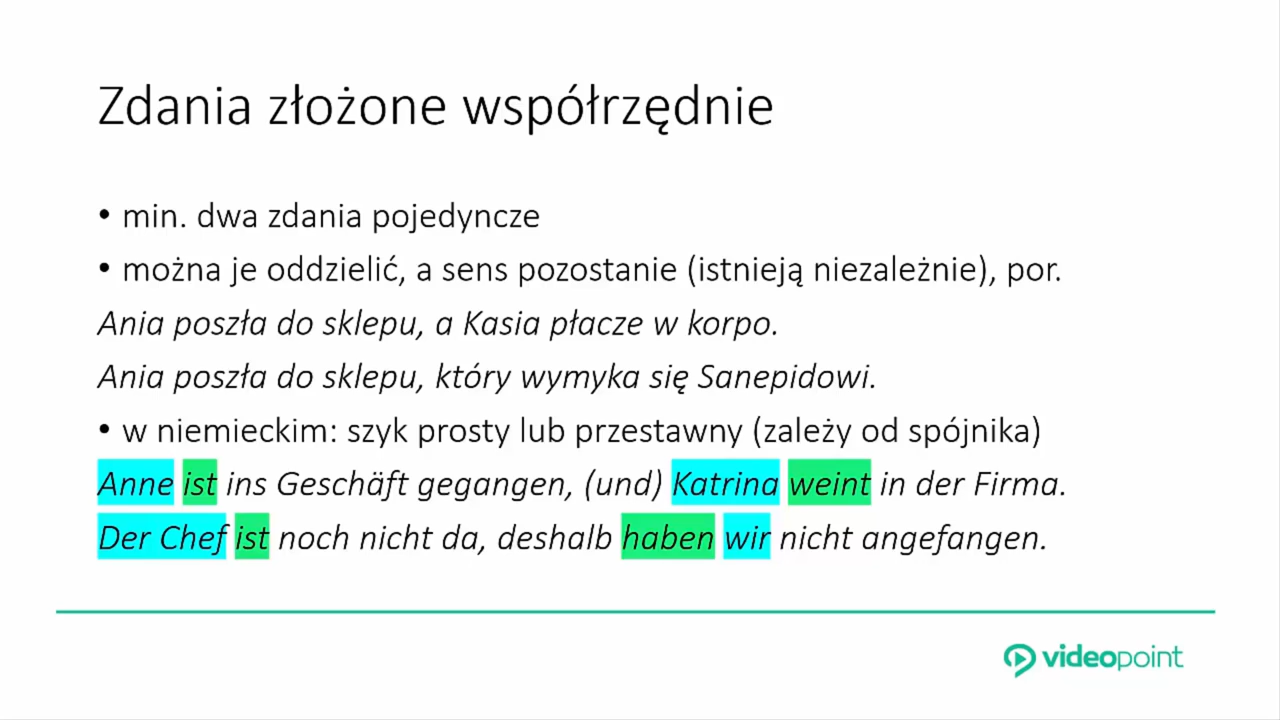 Zdania złożone współrzędnie
• min. dwa zdania pojedyncze
• można je oddzielić, a sens pozostanie (istnieją niezależnie), por.
Ania poszła do sklepu, a Kasia płacze w korpo.
Ania poszła do sklepu, który wymyka się Sanepidowi.
• w niemieckim: szyk prosty lub przestawny (zależy od spójnika)
Anne ist ins Geschäft gegangen, (und) Katrina weint in der Firma.
Der Chef ist noch nicht da, deshalb haben wir nicht angefangen.
videopoint